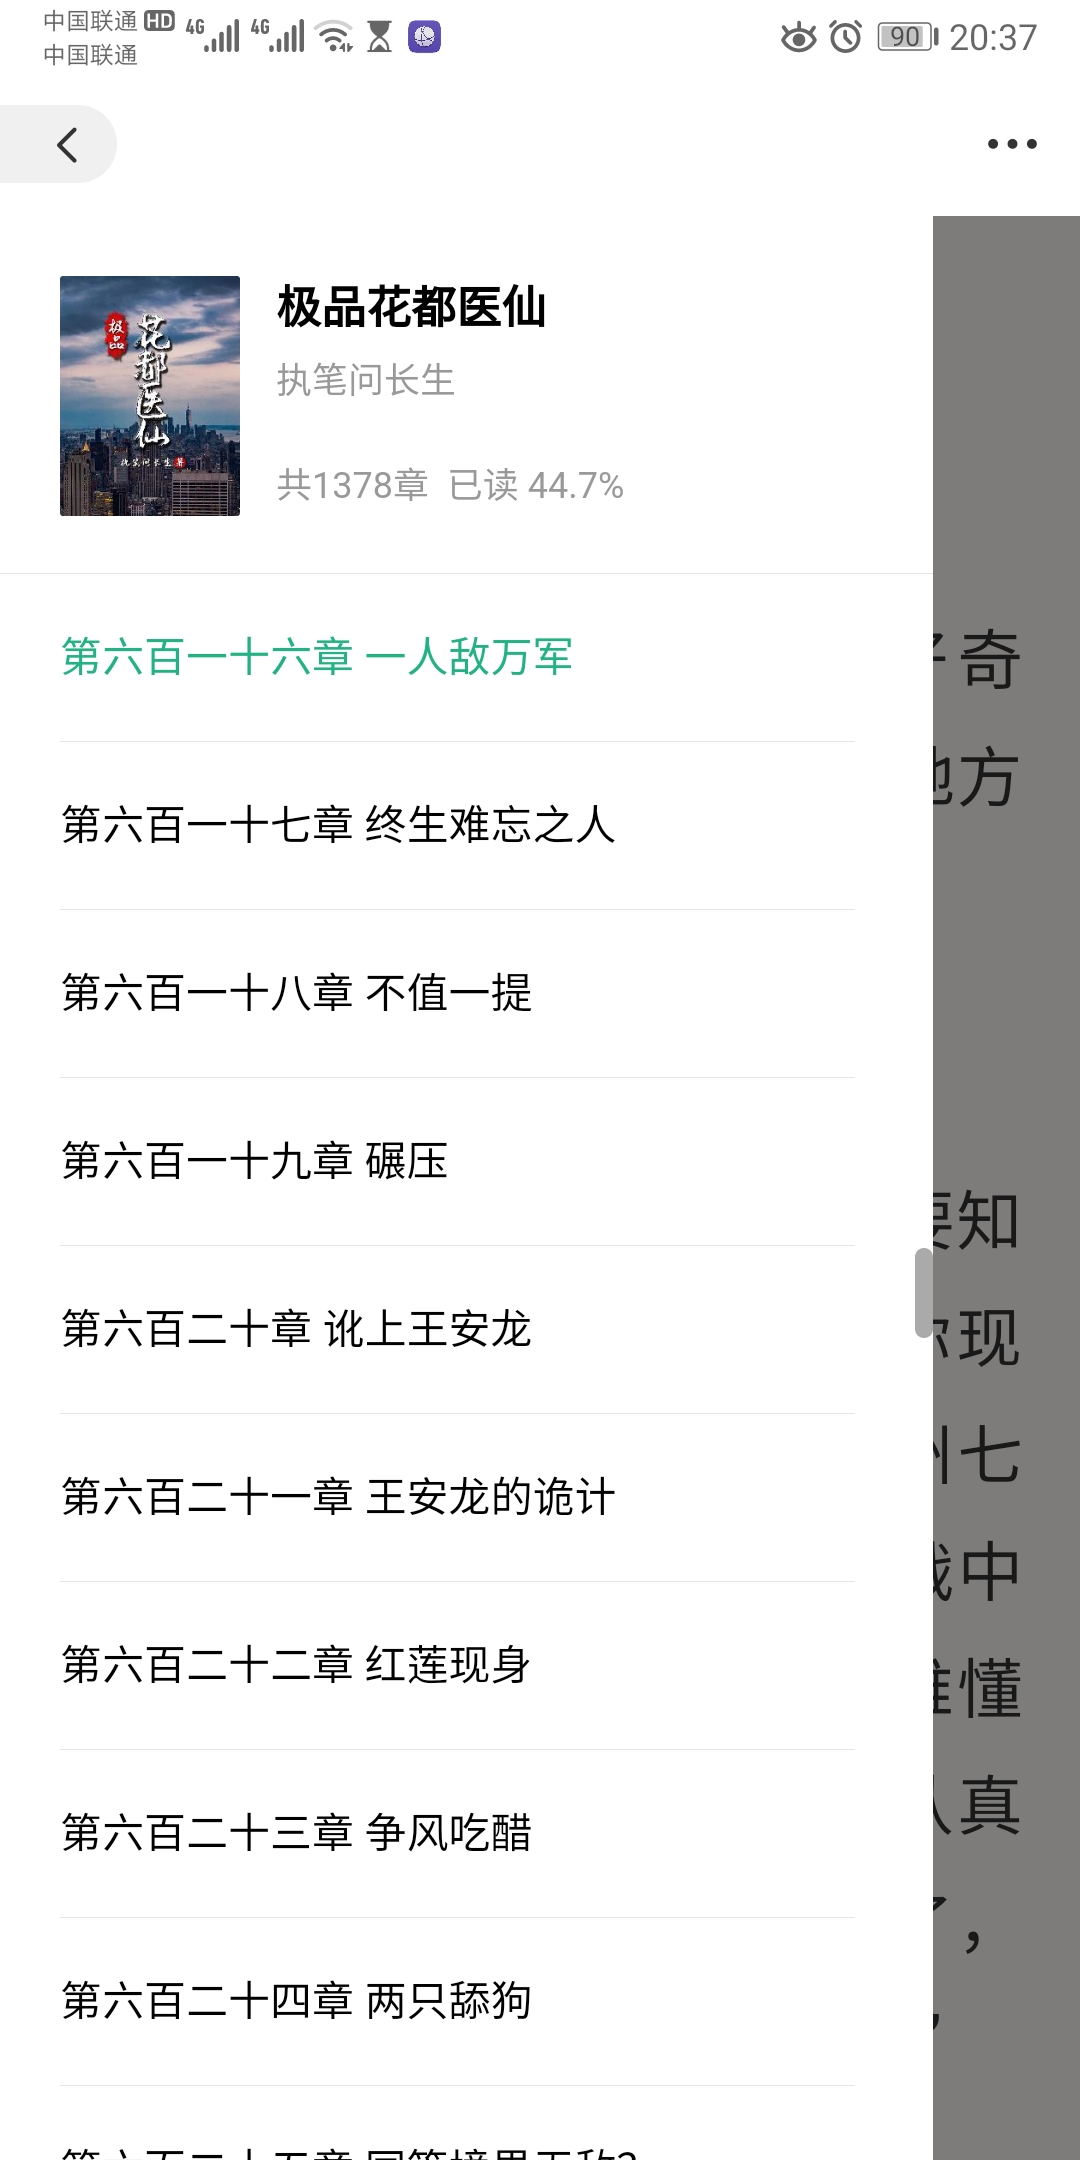 中国联通 HD 4G 4G
中国联通
90 20:37
极品
花都医仙
执笔问长生 著
极品花都医仙
执笔问长生
共1378章 已读 44.7%
第六百一十六章 一人敌万军
第六百一十七章 终生难忘之人
第六百一十八章 不值一提
第六百一十九章 碾压
第六百二十章 讹上王安龙
第六百二十一章 王安龙的诡计
第六百二十二章 红莲现身
第六百二十三章 争风吃醋
第六百二十四章 两只舔狗
奇
方
知
现
七
中
懂
真
，